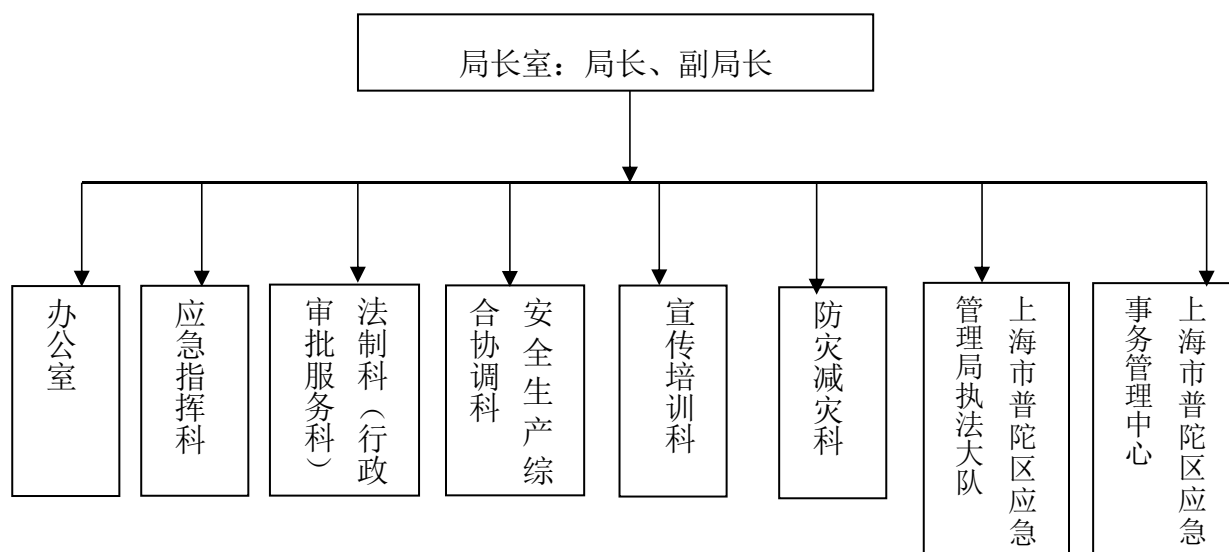 局长室：局长、副局长
办公室
应急指挥科
法制科（行政
审批服务科）
安全生产综
合协调科
宣传培训科
防灾减灾科
上海市普陀区应急
管理局执法大队
上海市普陀区应急
事务管理中心